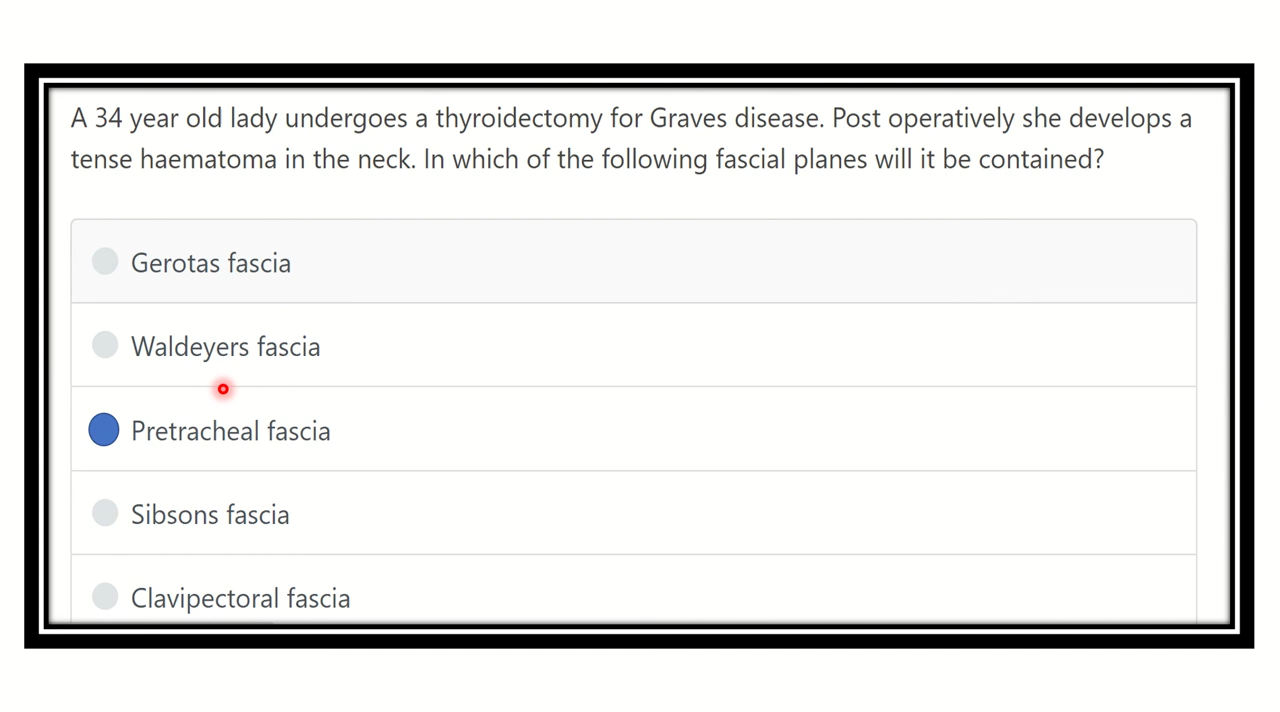 A 34 year old lady undergoes a thyroidectomy for Graves disease. Post operatively she develops a
tense haematoma in the neck. In which of the following fascial planes will it be contained?
Gerotas fascia
Waldeyers fascia
Pretracheal fascia
Sibsons fascia
Clavipectoral fascia